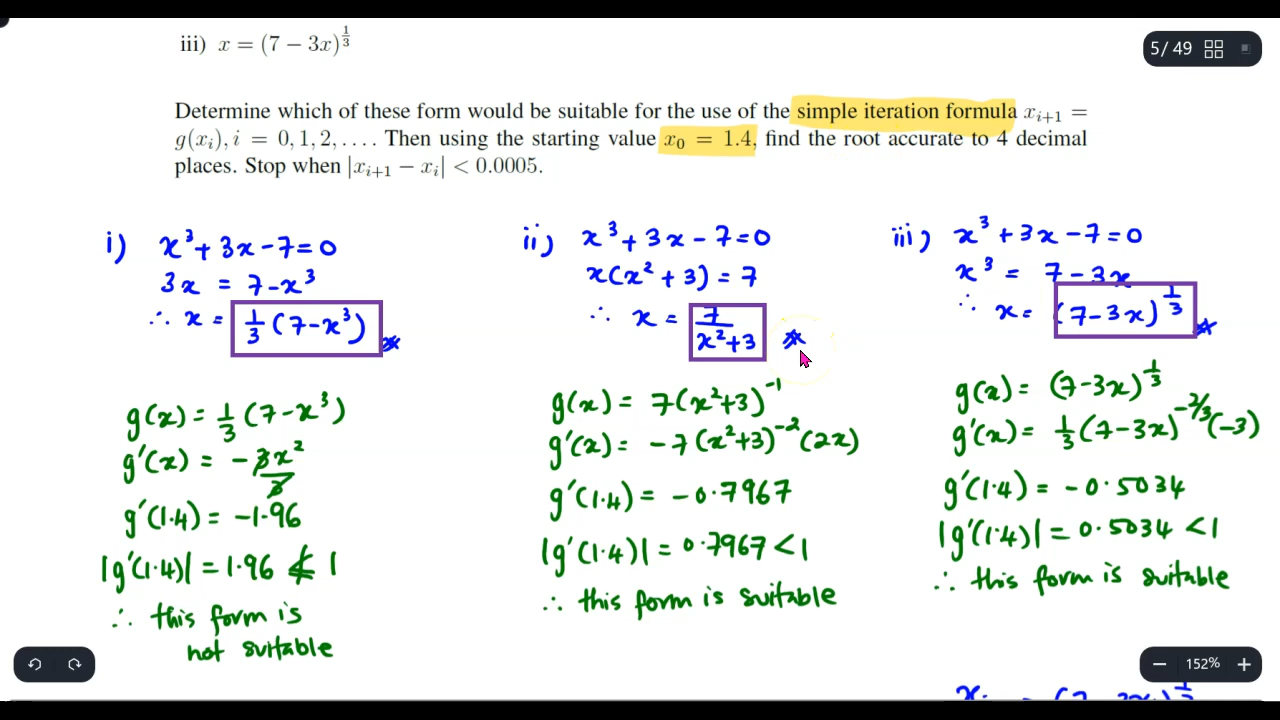 iii) x = (7 − 3x)^{1/3}
5 / 49
Determine which of these form would be suitable for the use of the simple iteration formula x_{i+1} =
g(x_i), i = 0, 1, 2, . . . . Then using the starting value x_0 = 1.4, find the root accurate to 4 decimal
places. Stop when |x_{i+1} − x_i| < 0.0005.
i) x³ + 3x - 7 = 0
3x = 7 - x³
∴ x = 1/3 (7 - x³) *
g(x) = 1/3 (7 - x³)
g'(x) = -3x²/3
g'(1.4) = -1.96
|g'(1.4)| = 1.96 ≮ 1
∴ this form is
not suitable
ii) x³ + 3x - 7 = 0
x(x² + 3) = 7
∴ x = 7/(x² + 3) *
g(x) = 7(x²+3)^{-1}
g'(x) = -7(x²+3)^{-2} (2x)
g'(1.4) = -0.7967
|g'(1.4)| = 0.7967 < 1
∴ this form is suitable
iii) x³ + 3x - 7 = 0
x³ = 7 - 3x
∴ x = (7 - 3x)^{1/3} *
g(x) = (7 - 3x)^{1/3}
g'(x) = 1/3 (7 - 3x)^{-2/3} (-3)
g'(1.4) = -0.5034
|g'(1.4)| = 0.5034 < 1
∴ this form is suitable
152%